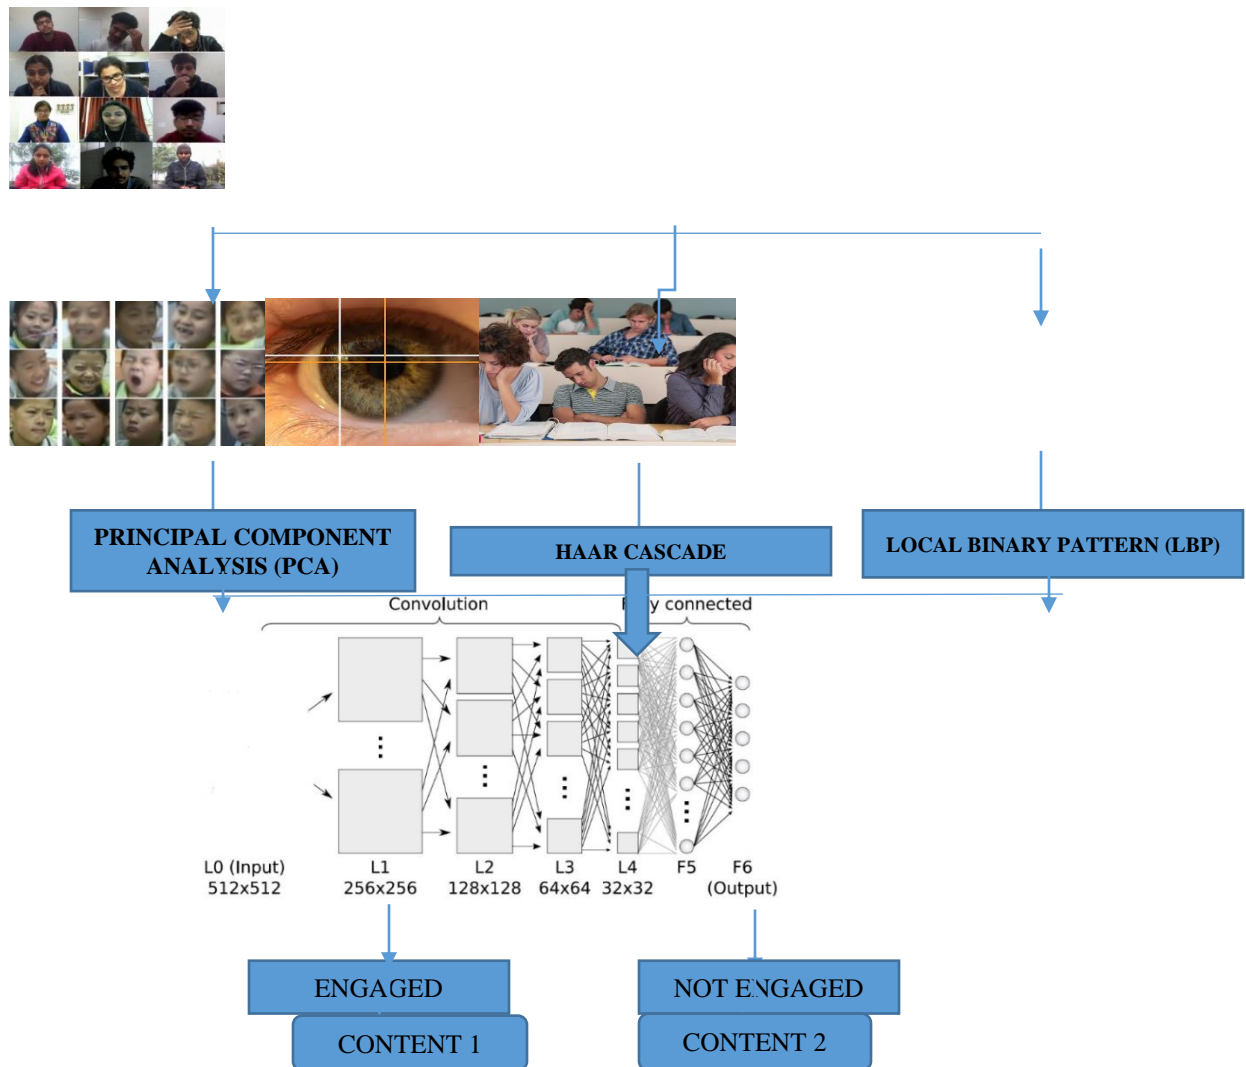 PRINCIPAL COMPONENT
ANALYSIS (PCA)
HAAR CASCADE
LOCAL BINARY PATTERN (LBP)
Convolution
connected
L0 (Input)
512x512
L1
256x256
L2
128x128
L3
64x64
L4
32x32
F5
F6
(Output)
ENGAGED
NOT ENGAGED
CONTENT 1
CONTENT 2